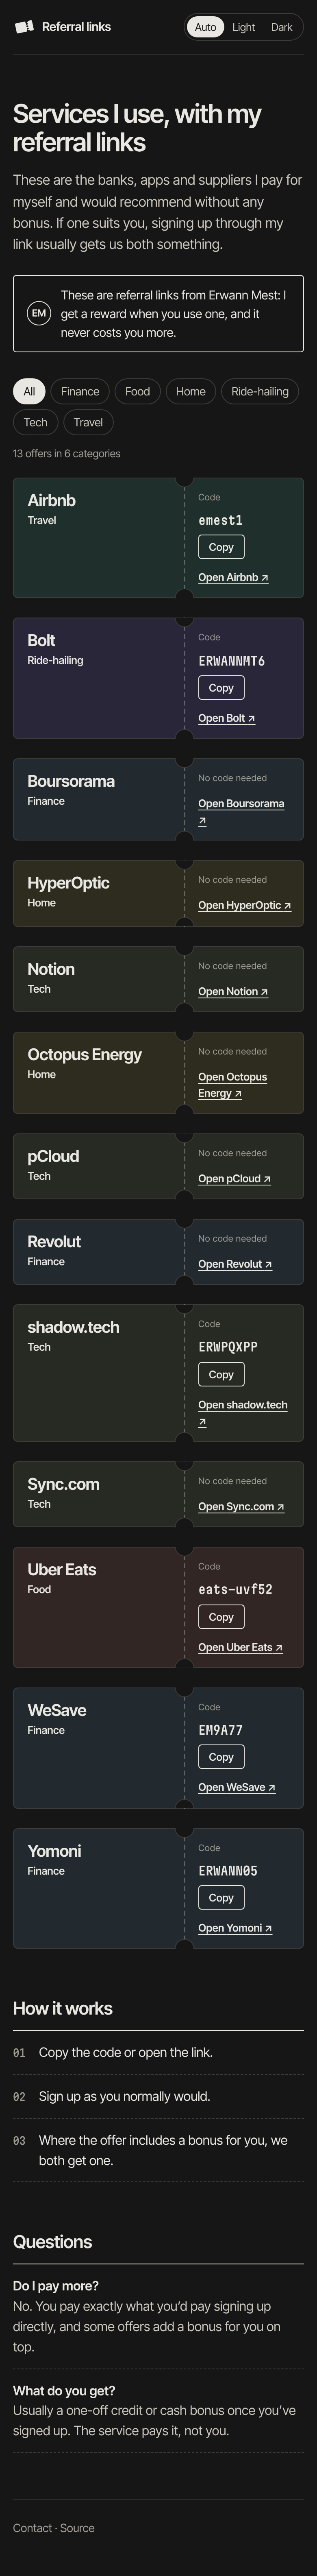 Referral links
Auto Light Dark
Services I use, with my
referral links
These are the banks, apps and suppliers I pay for
myself and would recommend without any
bonus. If one suits you, signing up through my
link usually gets us both something.
EM
These are referral links from Erwann Mest: I
get a reward when you use one, and it
never costs you more.
All Finance Food Home Ride-hailing
Tech Travel
13 offers in 6 categories
Airbnb
Travel
Code
emest1
Copy
Open Airbnb ↗
Bolt
Ride-hailing
Code
ERWANNMT6
Copy
Open Bolt ↗
Boursorama
Finance
No code needed
Open Boursorama
↗
HyperOptic
Home
No code needed
Open HyperOptic ↗
Notion
Tech
No code needed
Open Notion ↗
Octopus Energy
Home
No code needed
Open Octopus
Energy ↗
pCloud
Tech
No code needed
Open pCloud ↗
Revolut
Finance
No code needed
Open Revolut ↗
shadow.tech
Tech
Code
ERWPQXPP
Copy
Open shadow.tech
↗
Sync.com
Tech
No code needed
Open Sync.com ↗
Uber Eats
Food
Code
eats-uvf52
Copy
Open Uber Eats ↗
WeSave
Finance
Code
EM9A77
Copy
Open WeSave ↗
Yomoni
Finance
Code
ERWANN05
Copy
Open Yomoni ↗
How it works
01 Copy the code or open the link.
02 Sign up as you normally would.
03 Where the offer includes a bonus for you, we
both get one.
Questions
Do I pay more?
No. You pay exactly what you’d pay signing up
directly, and some offers add a bonus for you on
top.
What do you get?
Usually a one-off credit or cash bonus once you’ve
signed up. The service pays it, not you.
Contact · Source